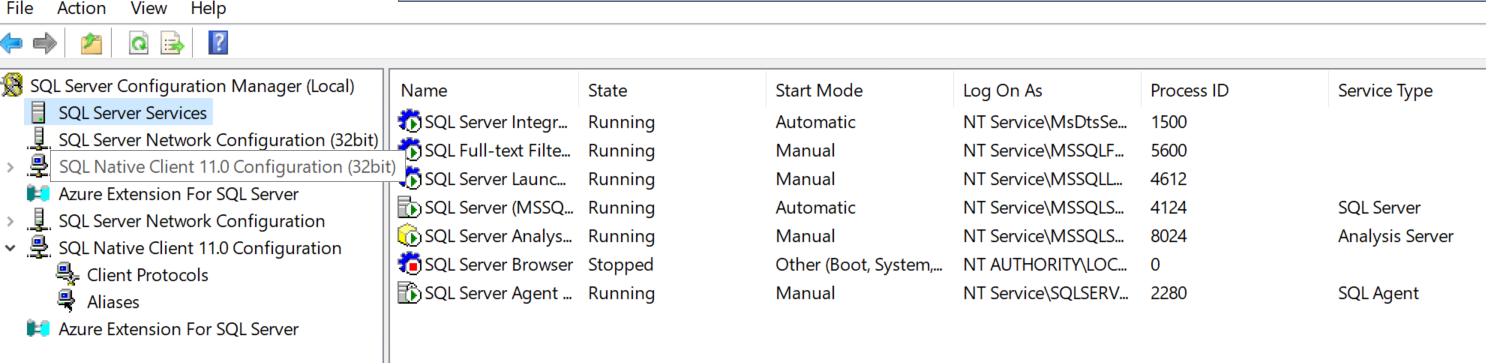 File Action View Help
SQL Server Configuration Manager (Local)
SQL Server Services
SQL Server Network Configuration (32bit)
SQL Native Client 11.0 Configuration (32bit)
Azure Extension For SQL Server
SQL Server Network Configuration
SQL Native Client 11.0 Configuration
Client Protocols
Aliases
Azure Extension For SQL Server
Name State Start Mode Log On As Process ID Service Type
SQL Server Integr... Running Automatic NT Service\MsDtsSe... 1500
SQL Full-text Filte... Running Manual NT Service\MSSQLF... 5600
SQL Server Launc... Running Manual NT Service\MSSQLL... 4612
SQL Server (MSSQ... Running Automatic NT Service\MSSQLS... 4124 SQL Server
SQL Server Analys... Running Manual NT Service\MSSQLS... 8024 Analysis Server
SQL Server Browser Stopped Other (Boot, System,... NT AUTHORITY\LOC... 0
SQL Server Agent ... Running Manual NT Service\SQLSERV... 2280 SQL Agent